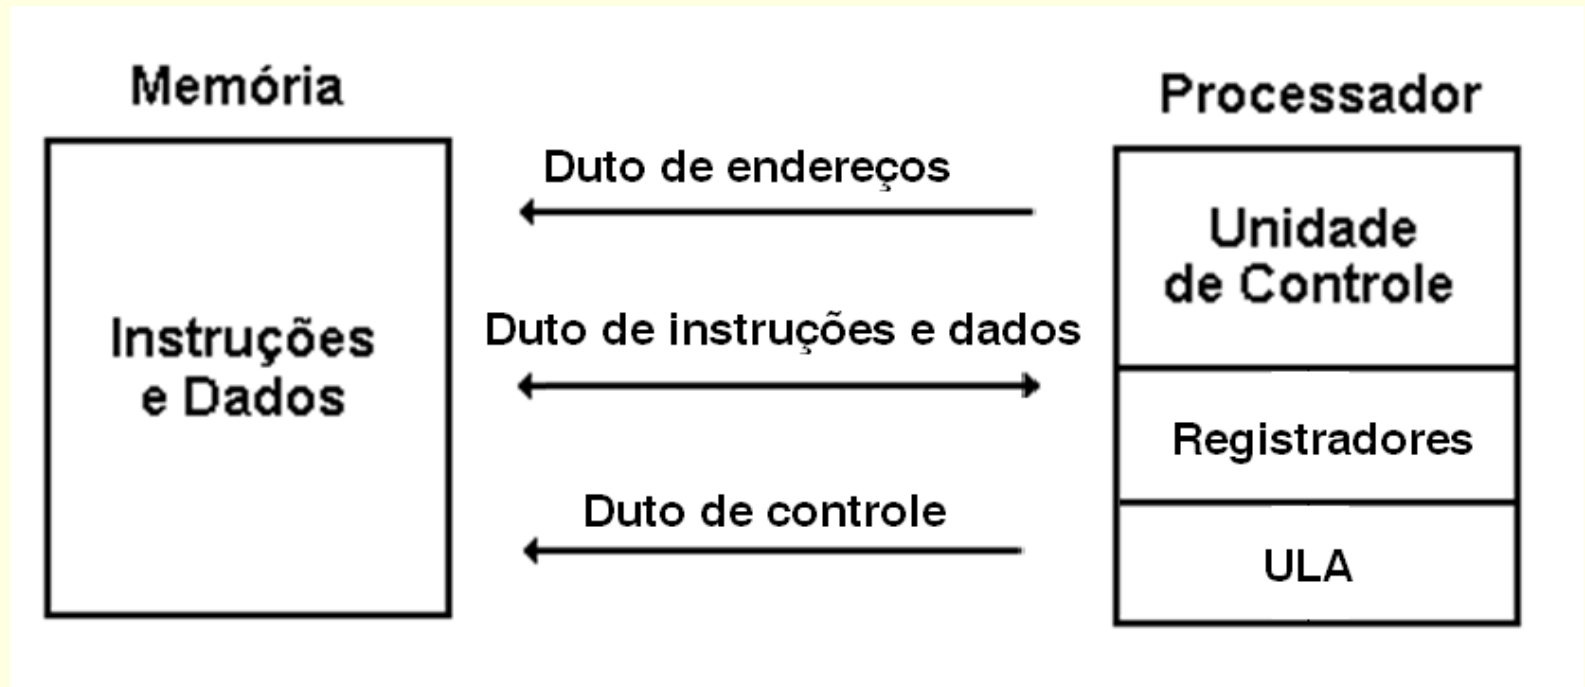 Memória
Processador
Duto de endereços
Unidade
de Controle
Instruções
e Dados
Duto de instruções e dados
Registradores
Duto de controle
ULA